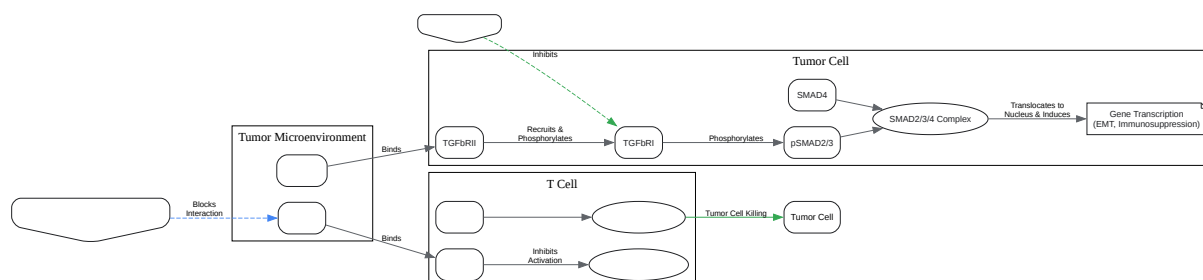 Inhibits
Tumor Cell
SMAD4
Translocates to
Nucleus & Induces
SMAD2/3/4 Complex
Gene Transcription
(EMT, Immunosuppression)
Tumor Microenvironment
Recruits &
Phosphorylates
Phosphorylates
Binds
TGFbRII
TGFbRI
pSMAD2/3
T Cell
Blocks
Interaction
Tumor Cell Killing
Tumor Cell
Binds
Inhibits
Activation